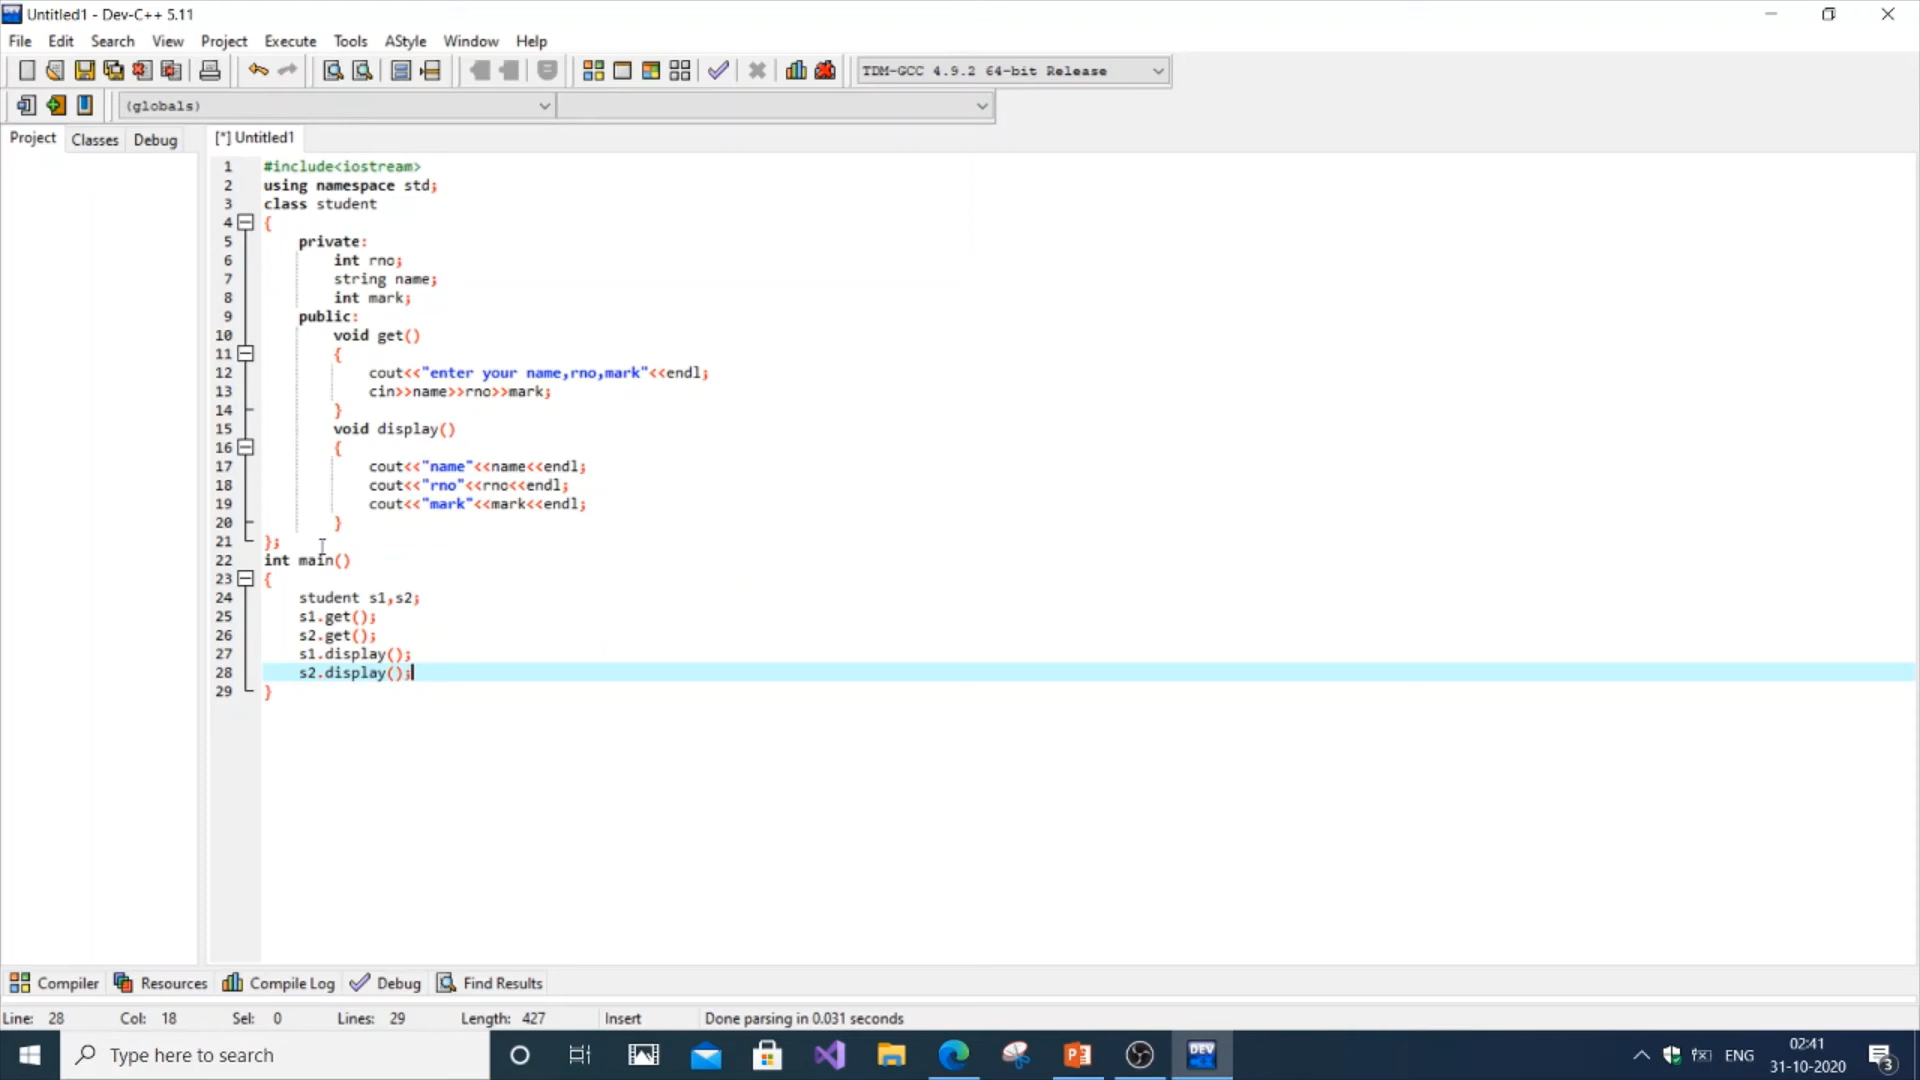 Untitled1 - Dev-C++ 5.11
File Edit Search View Project Execute Tools AStyle Window Help
TDM-GCC 4.9.2 64-bit Release
(globals)
Project Classes Debug [*] Untitled1
1 #include<iostream>
2 using namespace std;
3 class student
4 {
5 private:
6 int rno;
7 string name;
8 int mark;
9 public:
10 void get()
11 {
12 cout<<"enter your name,rno,mark"<<endl;
13 cin>>name>>rno>>mark;
14 }
15 void display()
16 {
17 cout<<"name"<<name<<endl;
18 cout<<"rno"<<rno<<endl;
19 cout<<"mark"<<mark<<endl;
20 }
21 };
22 int main()
23 {
24 student s1,s2;
25 s1.get();
26 s2.get();
27 s1.display();
28 s2.display();
29 }
Compiler Resources Compile Log Debug Find Results
Line: 28 Col: 18 Sel: 0 Lines: 29 Length: 427 Insert Done parsing in 0.031 seconds
Type here to search
DEV
ENG
02:41
31-10-2020
3